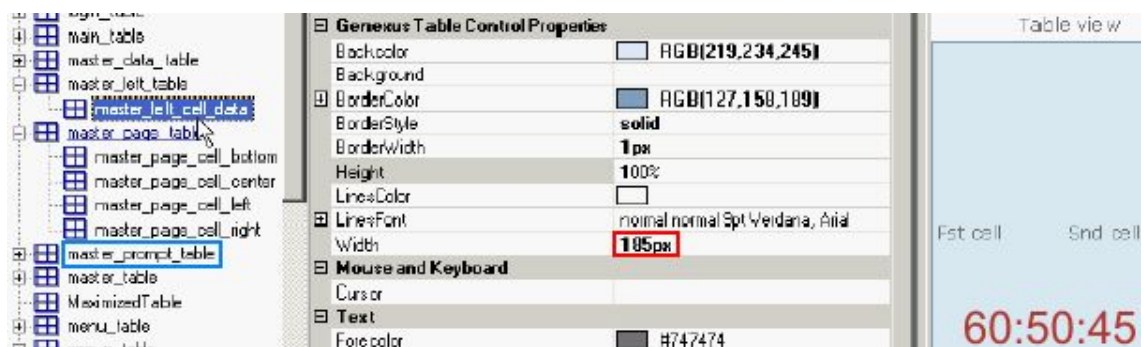 main_table
master_data_table
master_left_table
master_left_cell_data
master_page_table
master_page_cell_bottom
master_page_cell_center
master_page_cell_left
master_page_cell_right
master_prompt_table
master_table
MaximizedTable
menu_table
Genexus Table Control Properties
Backcolor RGB(219,234,245)
Background
BorderColor RGB(127,158,189)
BorderStyle solid
BorderWidth 1px
Height 100%
LinesColor
LinesFont normal normal 9pt Verdana, Arial
Width 185px
Mouse and Keyboard
Cursor
Text
Forecolor #747474
Table view
Fst cell Snd cell
60:50:45